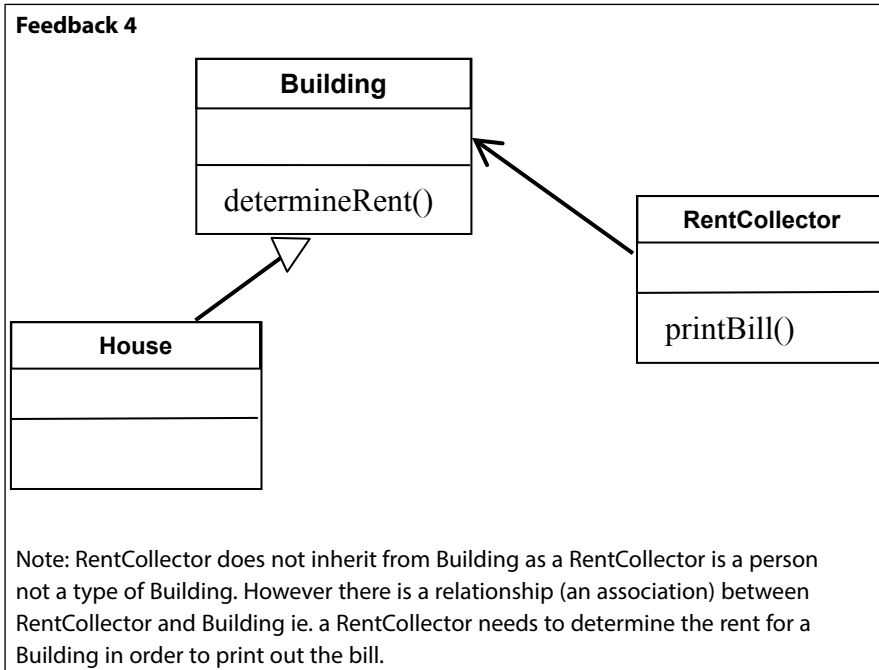 Feedback 4
Building
determineRent()
RentCollector
printBill()
House
Note: RentCollector does not inherit from Building as a RentCollector is a person
not a type of Building. However there is a relationship (an association) between
RentCollector and Building ie. a RentCollector needs to determine the rent for a
Building in order to print out the bill.